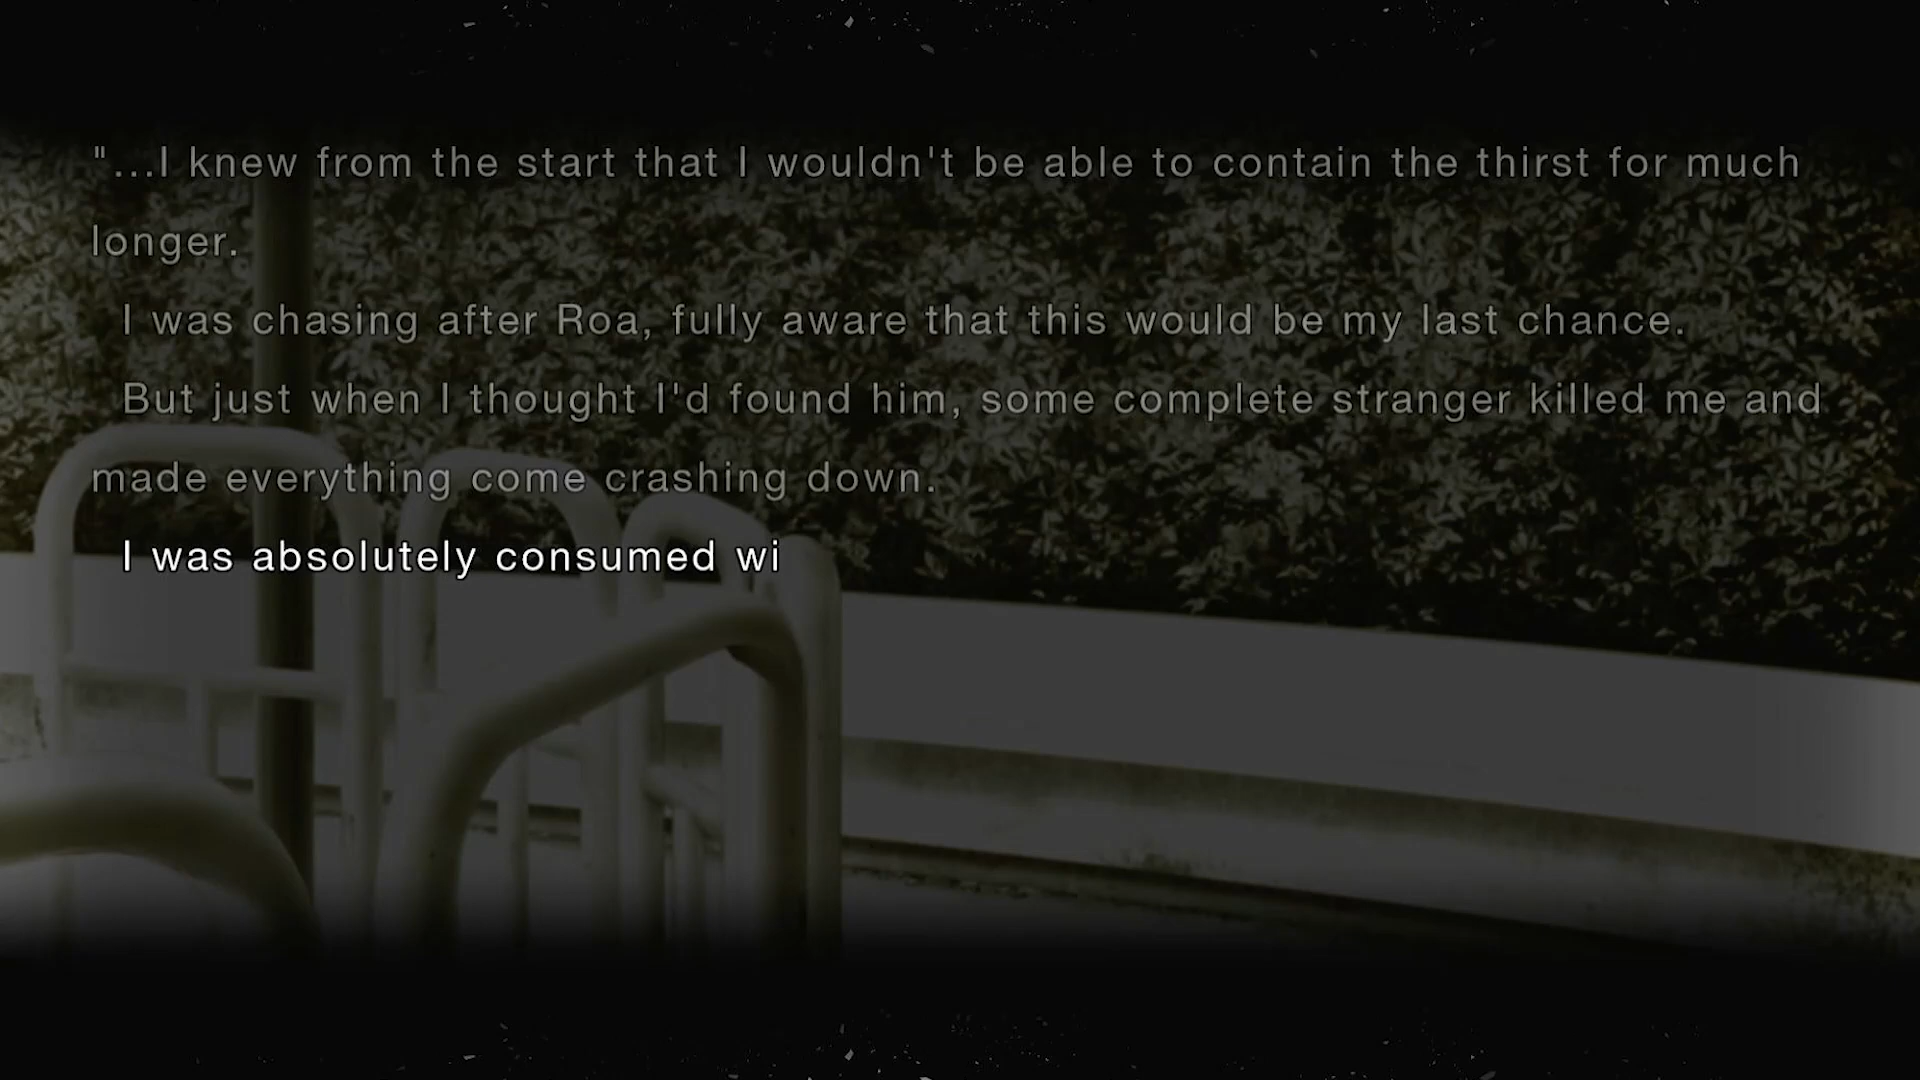 "...I knew from the start that I wouldn't be able to contain the thirst for much
longer.
I was chasing after Roa, fully aware that this would be my last chance.
But just when I thought I'd found him, some complete stranger killed me and
made everything come crashing down.
I was absolutely consumed wi